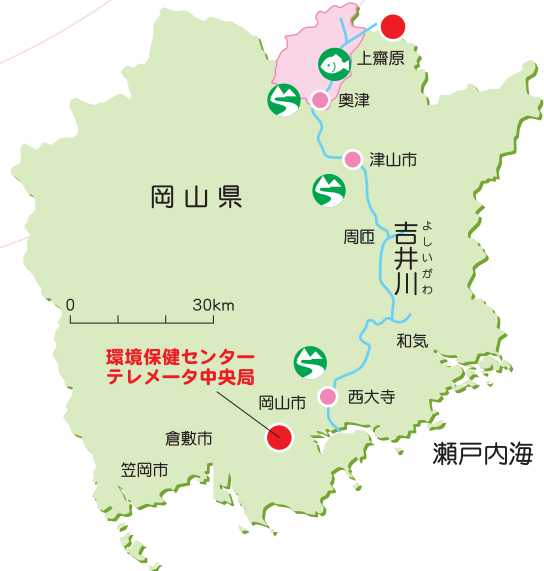 上齋原
奥津
津山市
岡山県
周匝
吉井川
よしいがわ
0 30km
和気
環境保健センター
テレメータ中央局
岡山市
西大寺
倉敷市
瀬戸内海
笠岡市